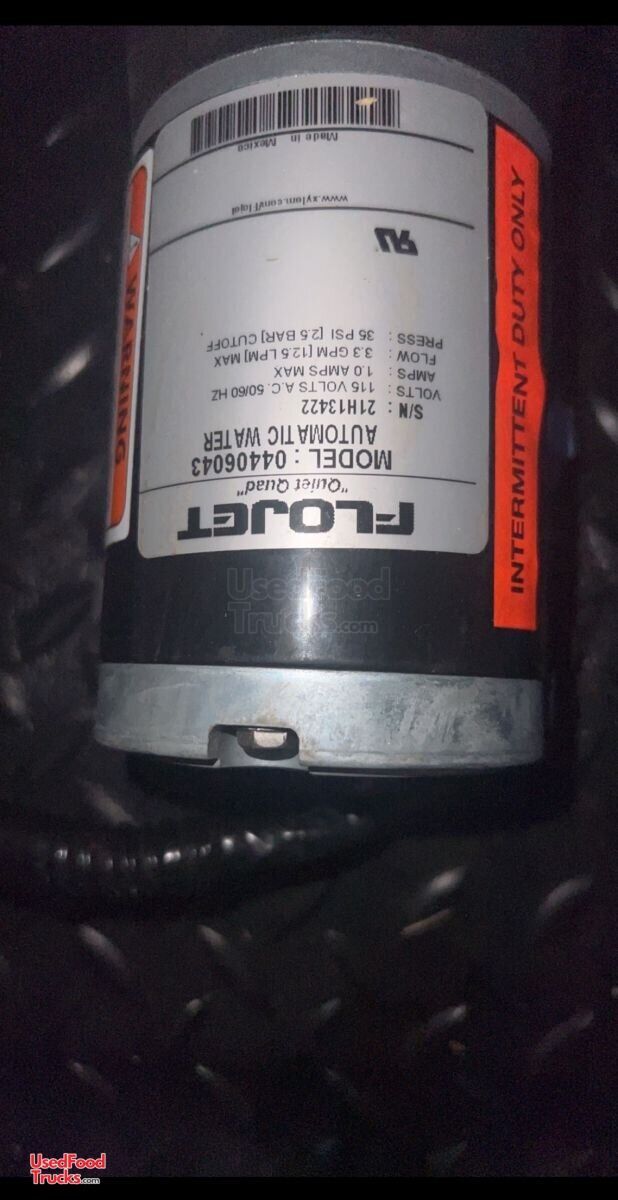 FLOJET
"Quiet Quad"
MODEL : 04406043
AUTOMATIC WATER
S/N : 21H13422
VOLTS : 115 VOLTS A.C. 50/60 HZ
AMPS : 1.0 AMPS MAX
FLOW : 3.3 GPM [12.5 LPM] MAX
PRESS : 35 PSI [2.5 BAR] CUTOFF
www.xylem.com/Flojet
Made in Mexico
WARNING
INTERMITTENT DUTY ONLY
UsedFood
Trucks.com
UsedFood
Trucks.com